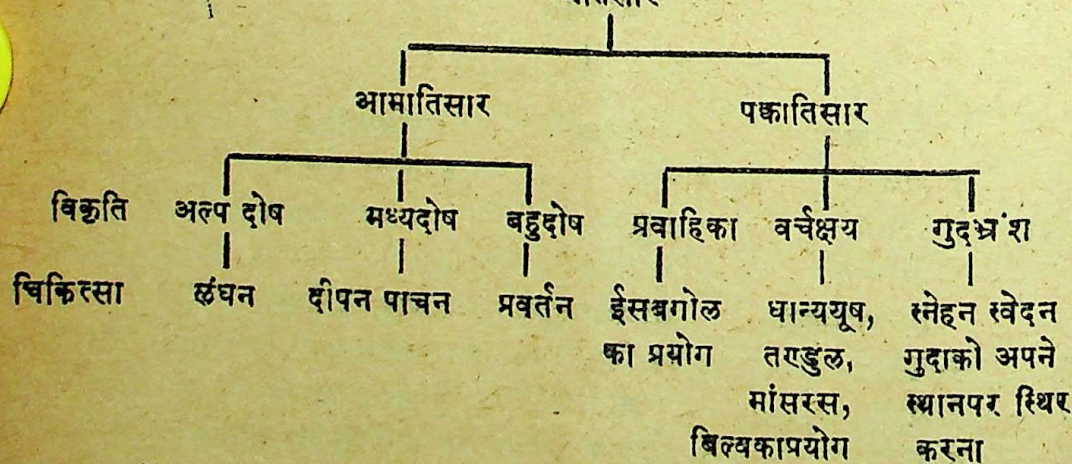 आमातिसार पक्वातिसार
विकृति अल्प दोष मध्यदोष बहुदोष प्रवाहिका वर्चक्षय गुदभ्रंश
चिकित्सा लंघन दीपन पाचन प्रवर्तन ईसबगोल धान्ययूष, स्नेहन स्वेदन
का प्रयोग तण्डुल, गुदाको अपने
मांसरस, स्थानपर स्थिर
बिल्वकाप्रयोग करना